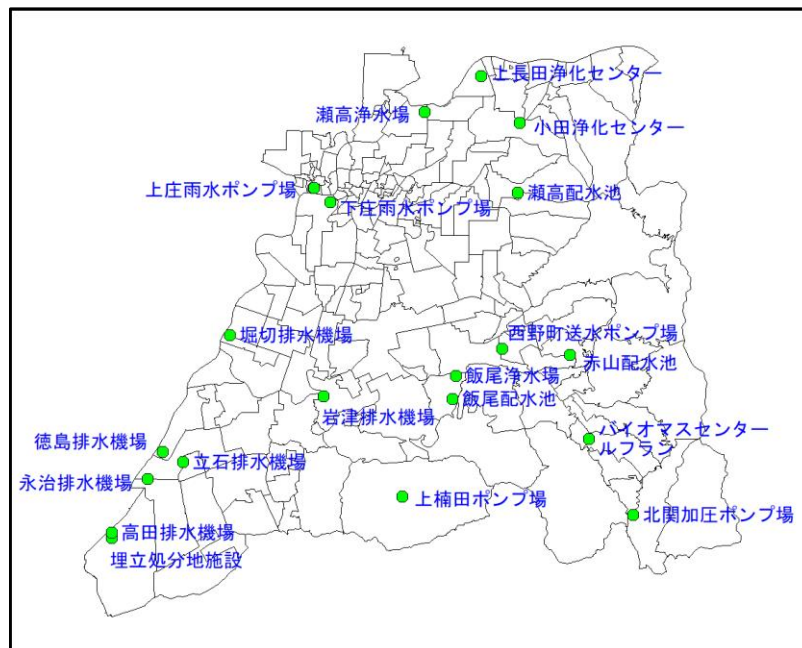 上長田浄化センター
瀬高浄水場
小田浄化センター
上庄雨水ポンプ場
瀬高配水池
下庄雨水ポンプ場
堀切排水機場
西野町送水ポンプ場
赤山配水池
飯尾浄水場
飯尾配水池
岩津排水機場
バイオマスセンター
ルフラン
徳島排水機場
立石排水機場
永治排水機場
上楠田ポンプ場
北関加圧ポンプ場
高田排水機場
埋立処分地施設